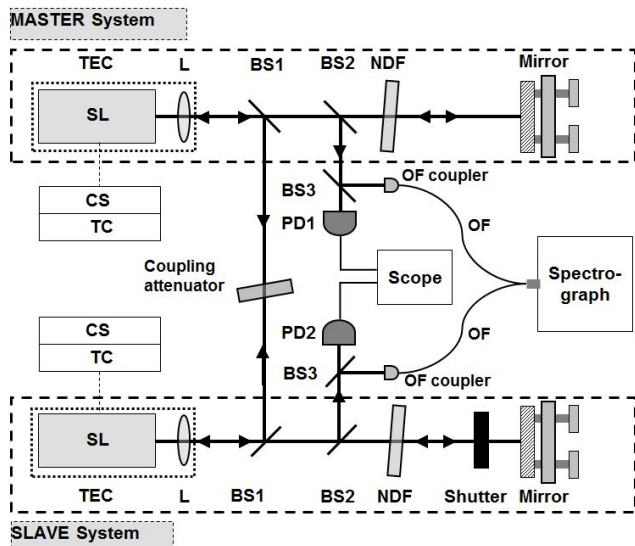 MASTER System
TEC L BS1 BS2 NDF Mirror
SL
CS
TC
BS3
OF coupler
PD1
OF
Coupling
attenuator
Scope
Spectro-
graph
CS
TC
PD2
OF
BS3
OF coupler
SL
TEC L BS1 BS2 NDF Shutter Mirror
SLAVE System